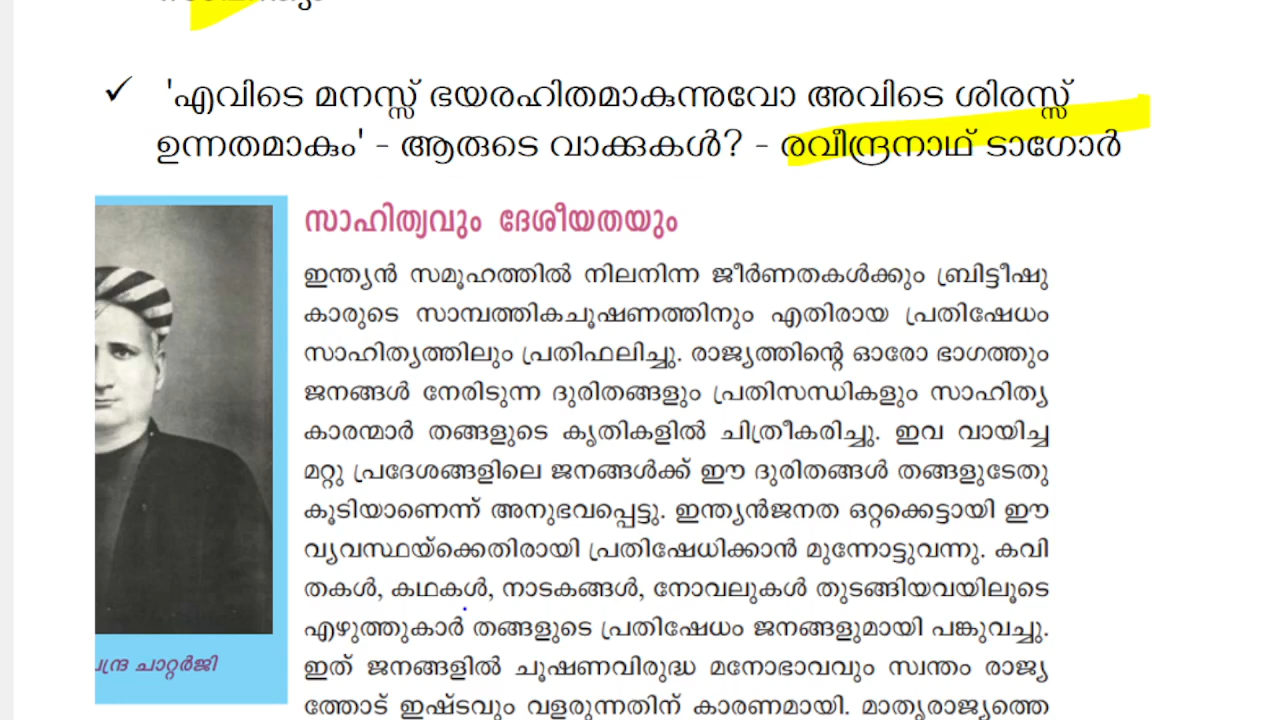 ✓ 'എവിടെ മനസ്സ് ഭയരഹിതമാകുന്നുവോ അവിടെ ശിരസ്സ്
ഉന്നതമാകും' - ആരുടെ വാക്കുകൾ? - രവീന്ദ്രനാഥ് ടാഗോർ
സാഹിത്യവും ദേശീയതയും
ഇന്ത്യൻ സമൂഹത്തിൽ നിലനിന്ന ജീർണതകൾക്കും ബ്രിട്ടീഷു
കാരുടെ സാമ്പത്തികചൂഷണത്തിനും എതിരായ പ്രതിഷേധം
സാഹിത്യത്തിലും പ്രതിഫലിച്ചു. രാജ്യത്തിന്റെ ഓരോ ഭാഗത്തും
ജനങ്ങൾ നേരിടുന്ന ദുരിതങ്ങളും പ്രതിസന്ധികളും സാഹിത്യ
കാരന്മാർ തങ്ങളുടെ കൃതികളിൽ ചിത്രീകരിച്ചു. ഇവ വായിച്ച
മറ്റു പ്രദേശങ്ങളിലെ ജനങ്ങൾക്ക് ഈ ദുരിതങ്ങൾ തങ്ങളുടേതു
കൂടിയാണെന്ന് അനുഭവപ്പെട്ടു. ഇന്ത്യൻജനത ഒറ്റക്കെട്ടായി ഈ
വ്യവസ്ഥയ്ക്കെതിരായി പ്രതിഷേധിക്കാൻ മുന്നോട്ടുവന്നു. കവി
തകൾ, കഥകൾ, നാടകങ്ങൾ, നോവലുകൾ തുടങ്ങിയവയിലൂടെ
എഴുത്തുകാർ തങ്ങളുടെ പ്രതിഷേധം ജനങ്ങളുമായി പങ്കുവച്ചു.
ഇത് ജനങ്ങളിൽ ചൂഷണവിരുദ്ധ മനോഭാവവും സ്വന്തം രാജ്യ
ത്തോട് ഇഷ്ടവും വളരുന്നതിന് കാരണമായി. മാതൃരാജ്യത്തെ
ചന്ദ്ര ചാറ്റർജി